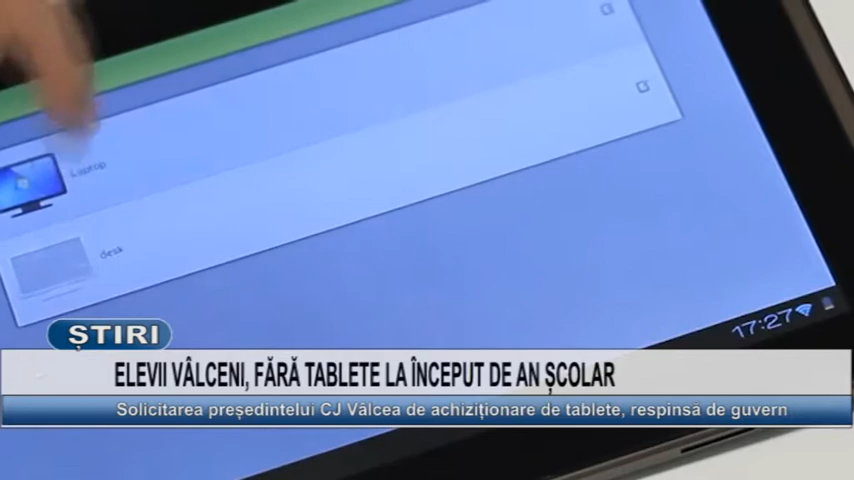 Laptop
desk
17:27
ȘTIRI
ELEVII VÂLCENI, FĂRĂ TABLETE LA ÎNCEPUT DE AN ȘCOLAR
Solicitarea președintelui CJ Vâlcea de achiziționare de tablete, respinsă de guvern